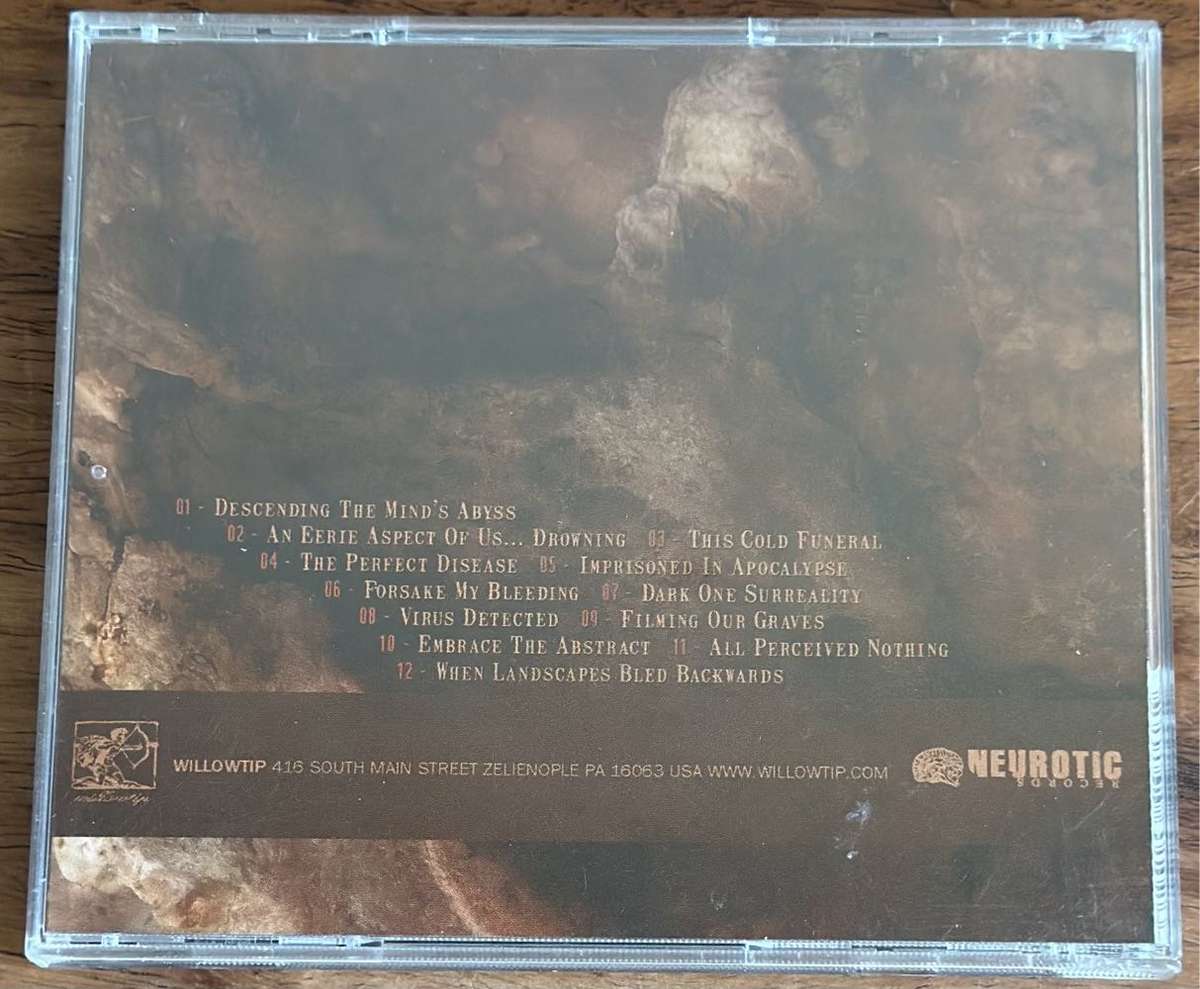 01 - Descending The Mind's Abyss
02 - An Eerie Aspect Of Us... Drowning 03 - This Cold Funeral
04 - The Perfect Disease 05 - Imprisoned In Apocalypse
06 - Forsake My Bleeding 07 - Dark One Surreality
08 - Virus Detected 09 - Filming Our Graves
10 - Embrace The Abstract 11 - All Perceived Nothing
12 - When Landscapes Bled Backwards
WILLOWTIP 416 SOUTH MAIN STREET ZELIENOPLE PA 16063 USA WWW.WILLOWTIP.COM
NEUROTIC
RECORDS